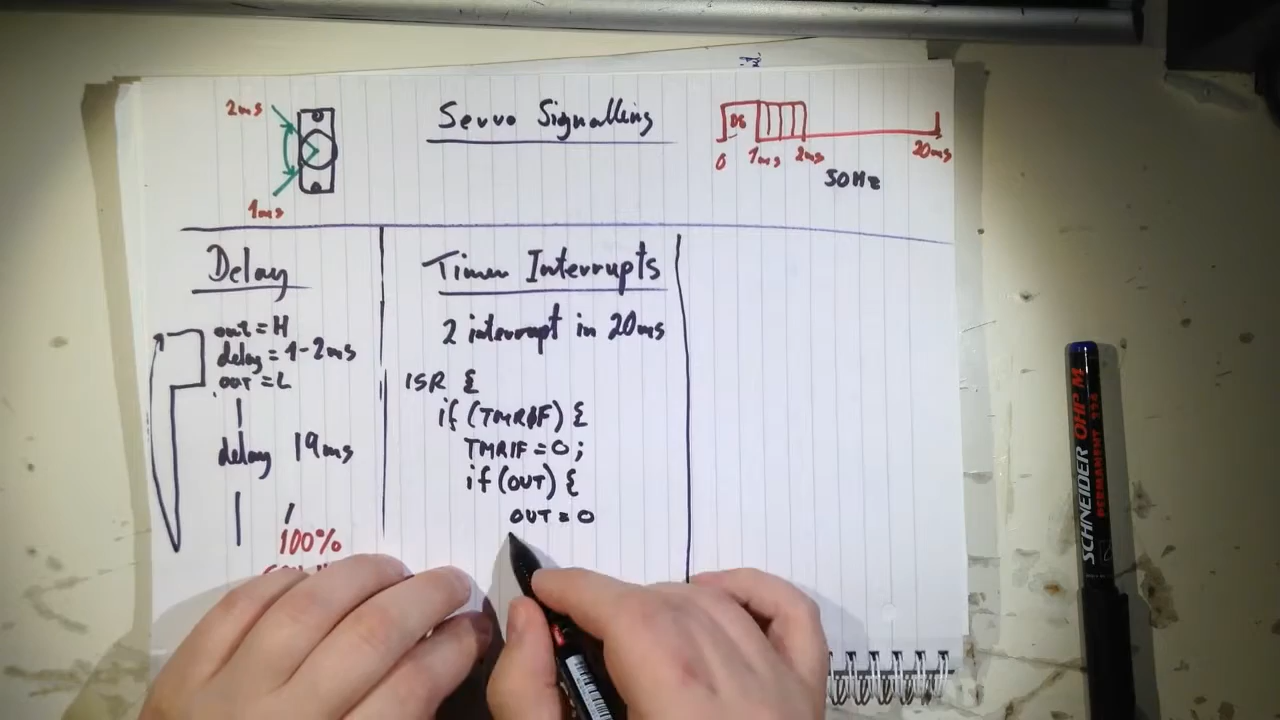 Servo Signalling
2ms
1ms
0
1ms
2ms
20ms
50Hz
Delay
out = H
delay = 1-2ms
OUT = L
delay 19ms
100%
Timer Interrupts
2 interrupt in 20ms
ISR {
if (TMRIF) {
TMRIF = 0;
if (OUT) {
OUT = 0
SCHNEIDER OHP M
PERMANENT 224